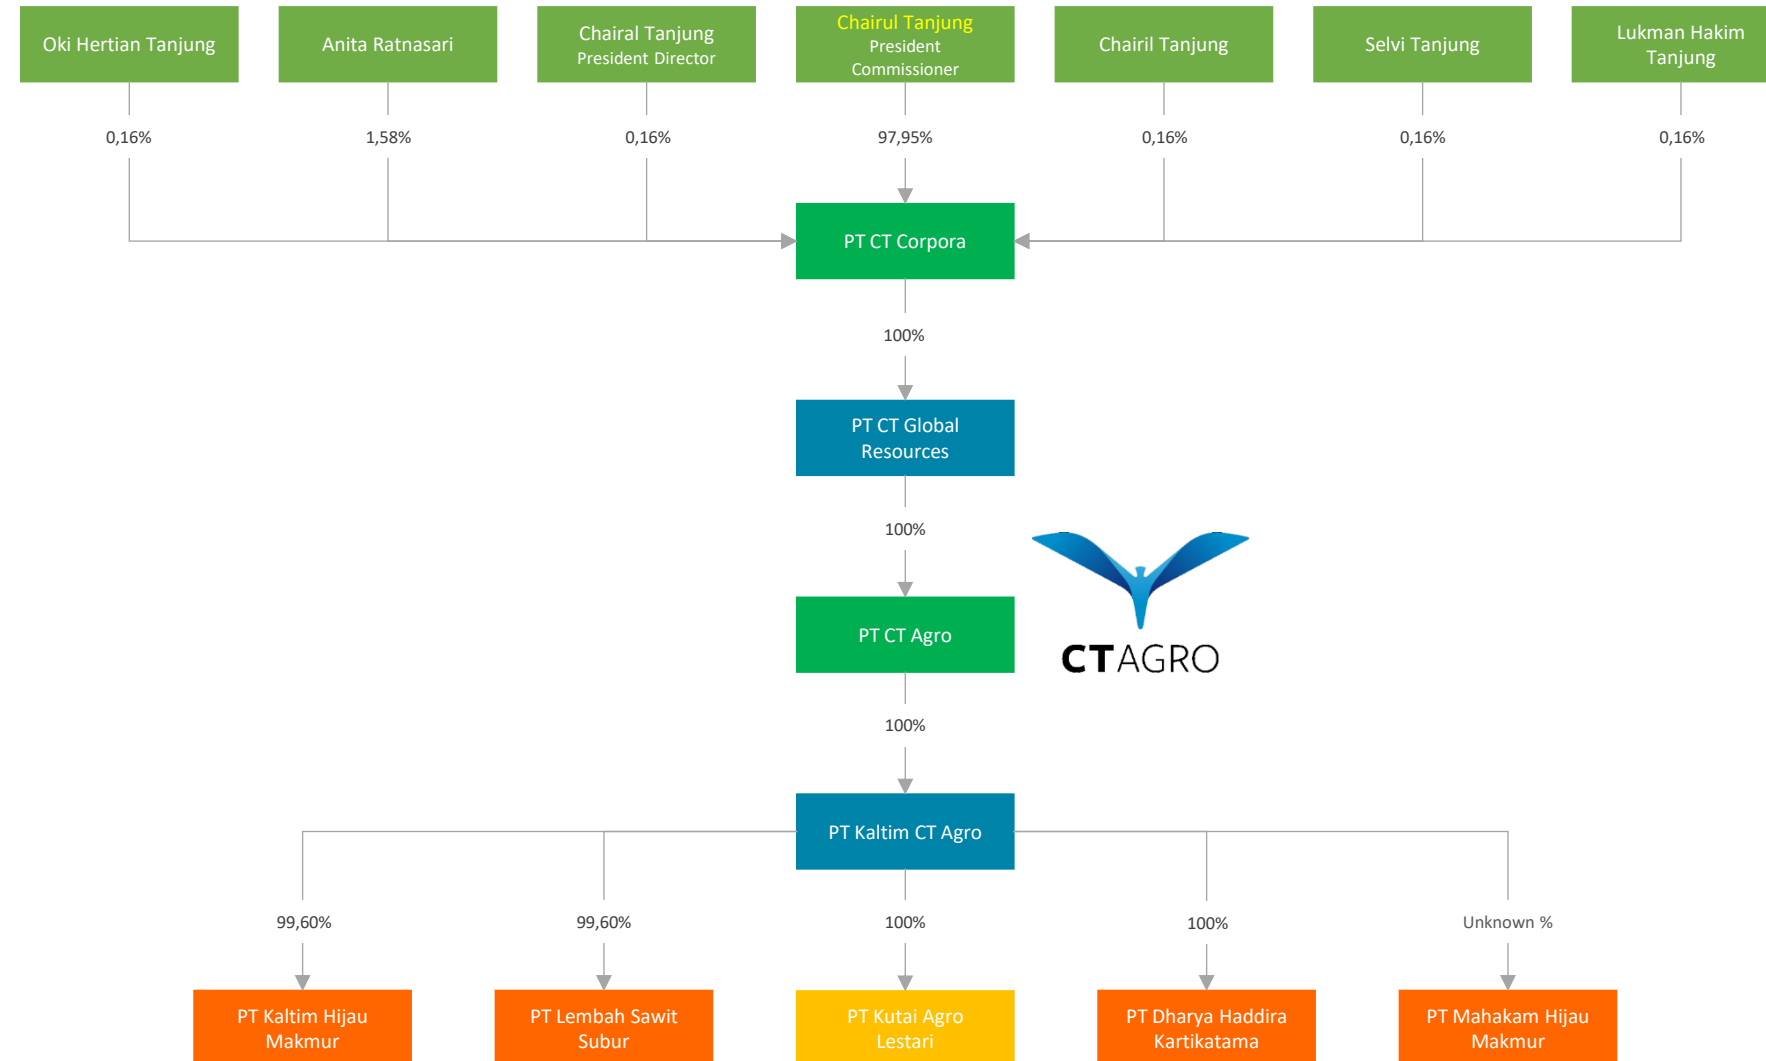 Oki Hertian Tanjung
Anita Ratnasari
Chairal Tanjung
President Director
Chairul Tanjung
President
Commissioner
Chairil Tanjung
Selvi Tanjung
Lukman Hakim
Tanjung
0,16%
1,58%
0,16%
97,95%
0,16%
0,16%
0,16%
PT CT Corpora
100%
PT CT Global
Resources
100%
PT CT Agro
CTAGRO
100%
PT Kaltim CT Agro
99,60%
99,60%
100%
100%
Unknown %
PT Kaltim Hijau
Makmur
PT Lembah Sawit
Subur
PT Kutai Agro
Lestari
PT Dharya Haddira
Kartikatama
PT Mahakam Hijau
Makmur